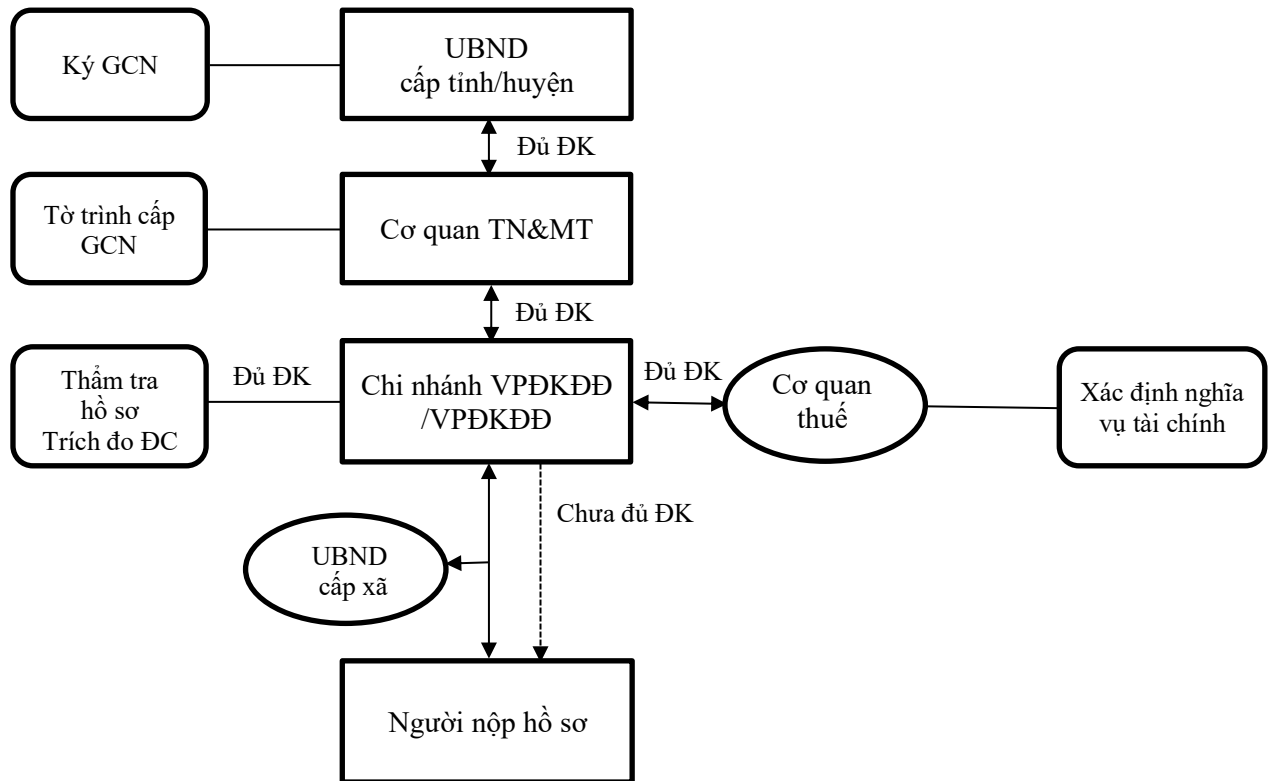 Ký GCN
UBND
cấp tỉnh/huyện
Đủ ĐK
Tờ trình cấp
GCN
Cơ quan TN&MT
Đủ ĐK
Thẩm tra
hồ sơ
Trích đo ĐC
Đủ ĐK
Chi nhánh VPĐKĐĐ
/VPĐKĐĐ
Đủ ĐK
Cơ quan
thuế
Xác định nghĩa
vụ tài chính
Chưa đủ ĐK
UBND
cấp xã
Người nộp hồ sơ